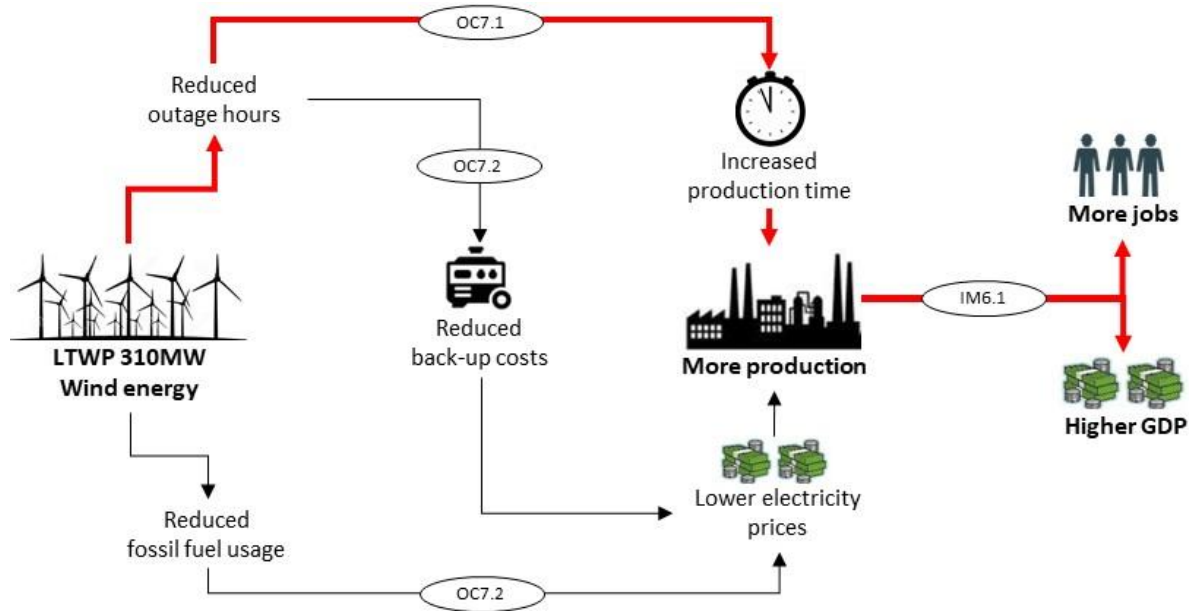 OC7.1
Reduced
outage hours
OC7.2
Increased
production time
More jobs
LTWP 310MW
Wind energy
Reduced
back-up costs
More production
IM6.1
Higher GDP
Lower electricity
prices
Reduced
fossil fuel usage
OC7.2